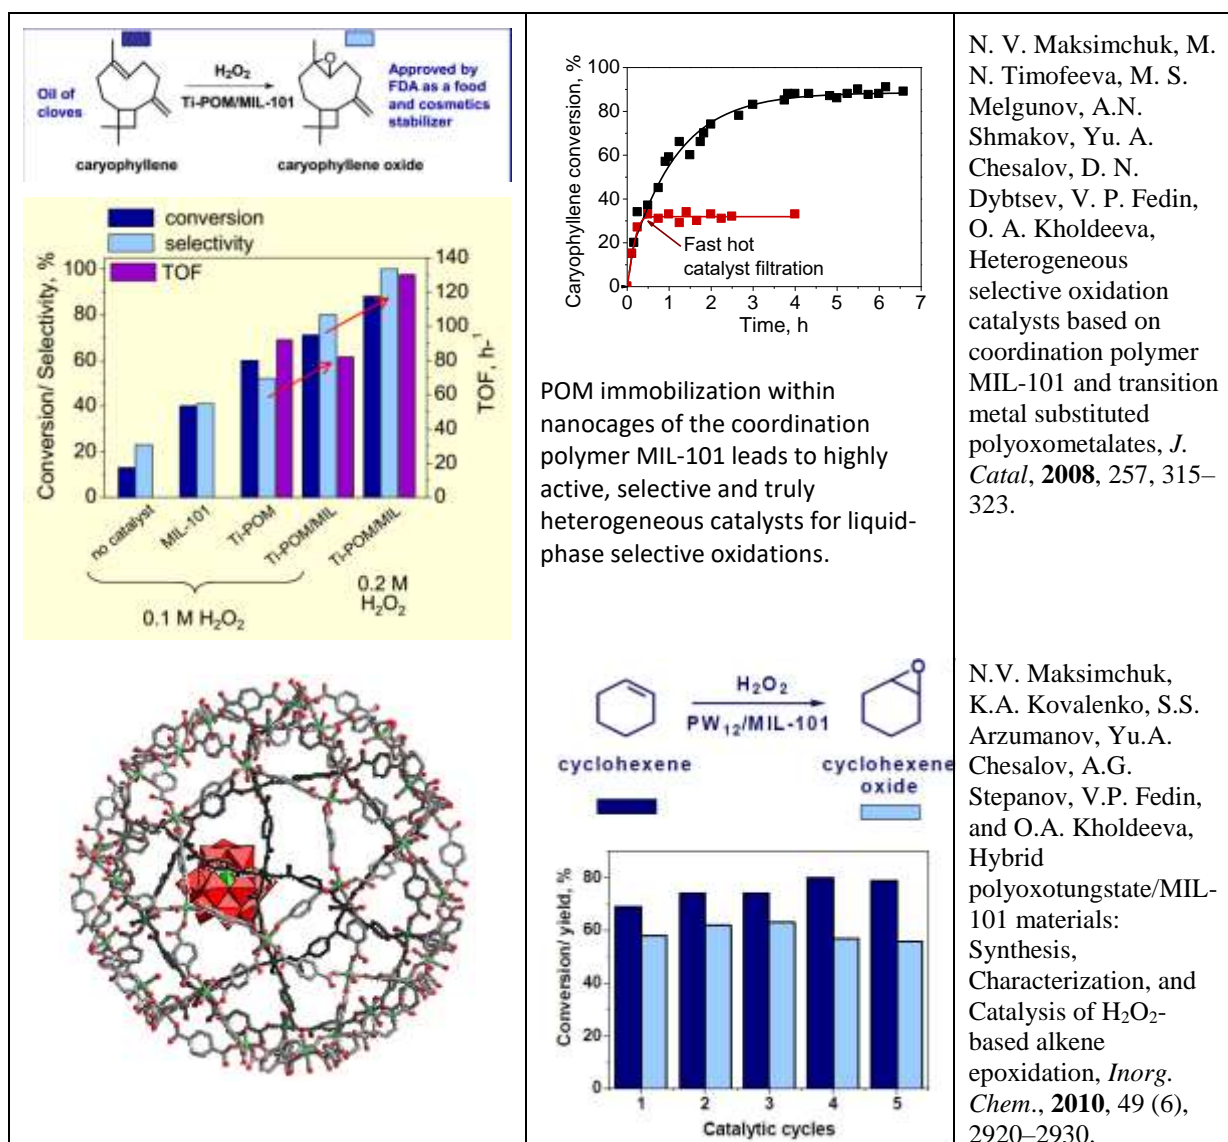 H₂O₂
Ti-POM/MIL-101
Oil of
cloves
Approved by
FDA as a food
and cosmetics
stabilizer
caryophyllene
caryophyllene oxide
conversion
selectivity
TOF
Conversion/ Selectivity, %
100
80
60
40
20
0
140
120
100
80
60
40
20
0
TOF, h⁻¹
no catalyst
MIL-101
Ti-POM
Ti-POM/MIL
Ti-POM/MIL
0.1 M H₂O₂
0.2 M
H₂O₂
Caryophyllene conversion, %
100
80
60
40
20
0
Fast hot
catalyst filtration
0 1 2 3 4 5 6 7
Time, h
POM immobilization within
nanocages of the coordination
polymer MIL-101 leads to highly
active, selective and truly
heterogeneous catalysts for liquid-
phase selective oxidations.
N. V. Maksimchuk, M.
N. Timofeeva, M. S.
Melgunov, A.N.
Shmakov, Yu. A.
Chesalov, D. N.
Dybtsev, V. P. Fedin,
O. A. Kholdeeva,
Heterogeneous
selective oxidation
catalysts based on
coordination polymer
MIL-101 and transition
metal substituted
polyoxometalates, J.
Catal, 2008, 257, 315–
323.
O
H₂O₂
PW₁₂/MIL-101
cyclohexene
cyclohexene
oxide
O
Conversion/ yield, %
80
60
40
20
0
1 2 3 4 5
Catalytic cycles
N.V. Maksimchuk,
K.A. Kovalenko, S.S.
Arzumanov, Yu.A.
Chesalov, A.G.
Stepanov, V.P. Fedin,
and O.A. Kholdeeva,
Hybrid
polyoxotungstate/MIL-
101 materials:
Synthesis,
Characterization, and
Catalysis of H₂O₂-
based alkene
epoxidation, Inorg.
Chem., 2010, 49 (6),
2920–2930.